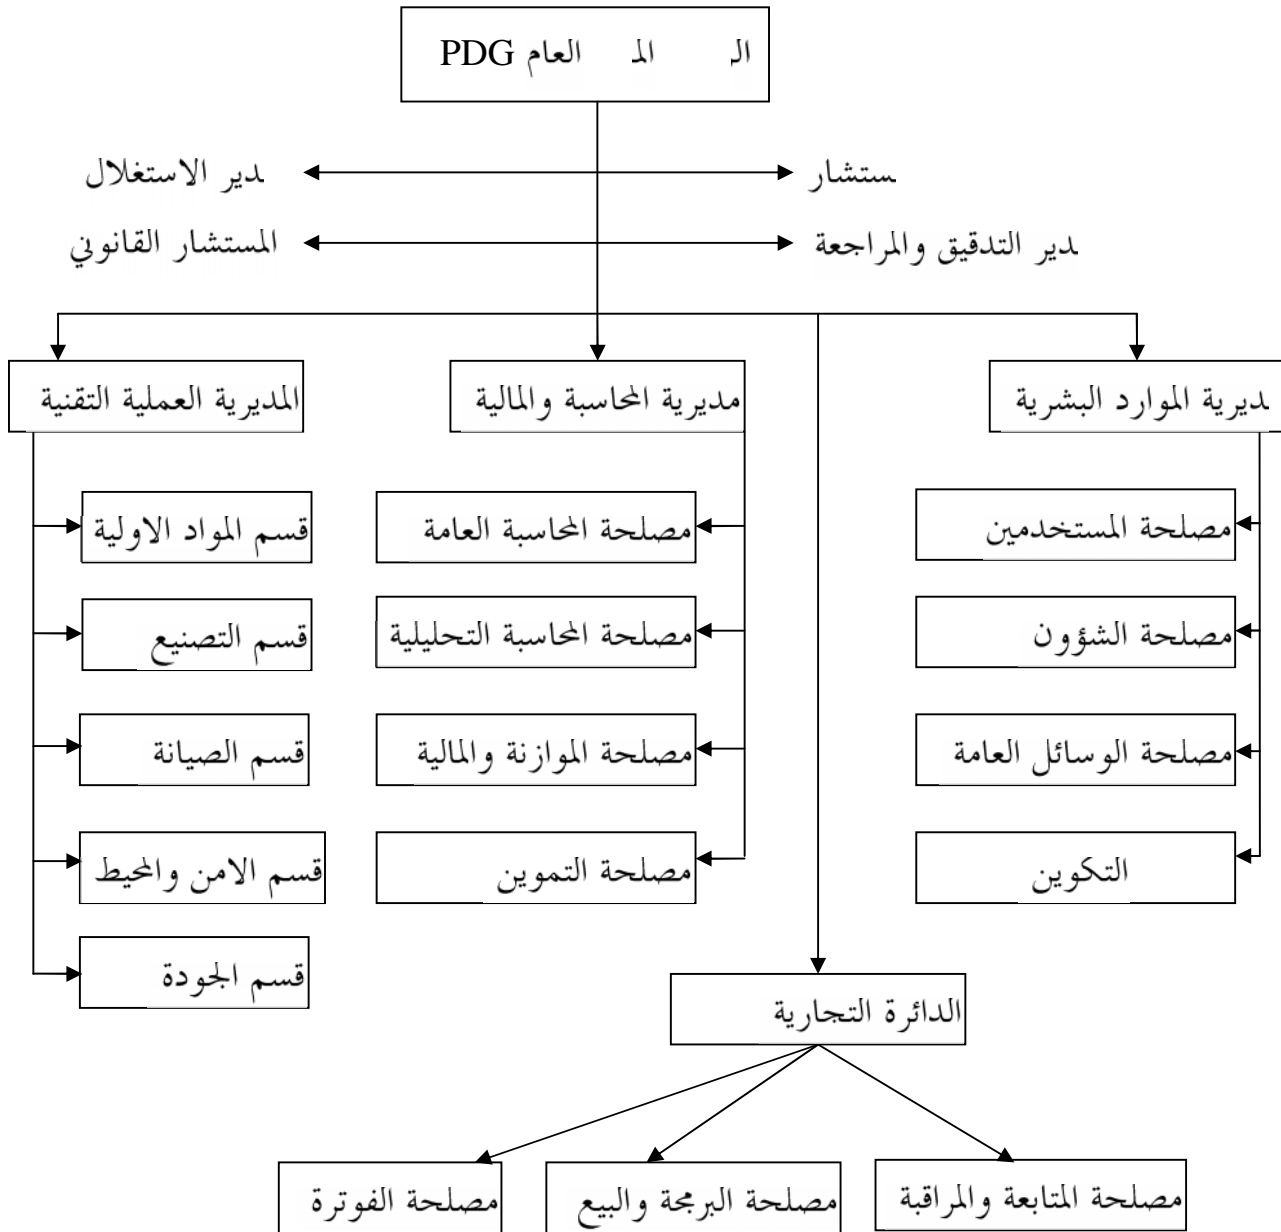 العام PDG
ستشار
دير الاستغلال
دير التدقيق والمراجعة
المستشار القانوني
ديرية الموارد البشرية
مديرية المحاسبة والمالية
المديرية العملية التقنية
مصلحة المستخدمين
مصلحة المحاسبة العامة
قسم المواد الاولية
مصلحة الشؤون
مصلحة المحاسبة التحليلية
قسم التصنيع
مصلحة الوسائل العامة
مصلحة الموازنة والمالية
قسم الصيانة
التكوين
مصلحة التموين
قسم الامن والمحيط
قسم الجودة
الدائرة التجارية
مصلحة المتابعة والمراقبة
مصلحة البرمجة والبيع
مصلحة الفوترة